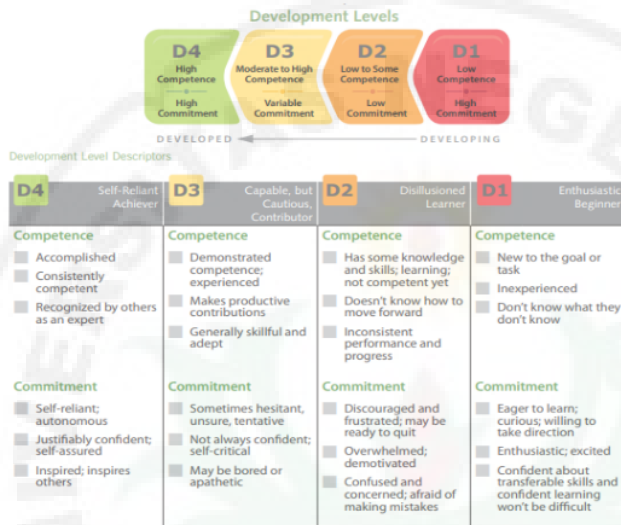 Development Levels
D4
High
Competence
High
Commitment
D3
Moderate to High
Competence
Variable
Commitment
D2
Low to Some
Competence
Low
Commitment
D1
Low
Competence
High
Commitment
DEVELOPED
DEVELOPING
Development Level Descriptors
D4
Self-Reliant
Achiever
Competence
Accomplished
Consistently
competent
Recognized by others
as an expert
Commitment
Self-reliant;
autonomous
Justifiably confident;
self-assured
Inspired; inspires
others
D3
Capable, but
Cautious,
Contributor
Competence
Demonstrated
competence;
experienced
Makes productive
contributions
Generally skillful and
adept
Commitment
Sometimes hesitant,
unsure, tentative
Not always confident;
self-critical
May be bored or
apathetic
D2
Disillusioned
Learner
Competence
Has some knowledge
and skills; learning;
not competent yet
Doesn't know how to
move forward
Inconsistent
performance and
progress
Commitment
Discouraged and
frustrated; may be
ready to quit
Overwhelmed;
demotivated
Confused and
concerned; afraid of
making mistakes
D1
Enthusiastic
Beginner
Competence
New to the goal or
task
Inexperienced
Don't know what they
don't know
Commitment
Eager to learn;
curious; willing to
take direction
Enthusiastic; excited
Confident about
transferable skills and
confident learning
won't be difficult